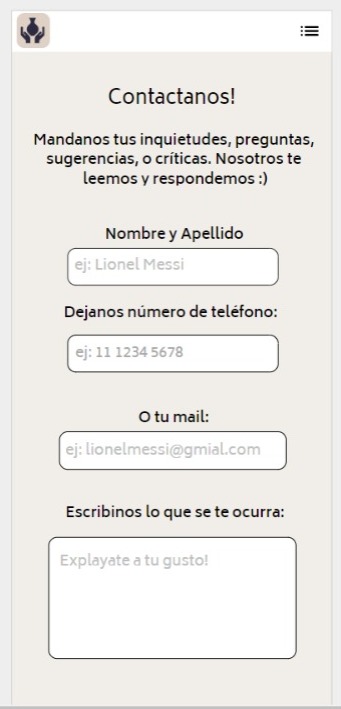 Contactanos!
Mandanos tus inquietudes, preguntas,
sugerencias, o críticas. Nosotros te
leemos y respondemos :)
Nombre y Apellido
ej: Lionel Messi
Dejanos número de teléfono:
ej: 11 1234 5678
O tu mail:
ej: lionelmessi@gmial.com
Escribinos lo que se te ocurra:
Explayate a tu gusto!